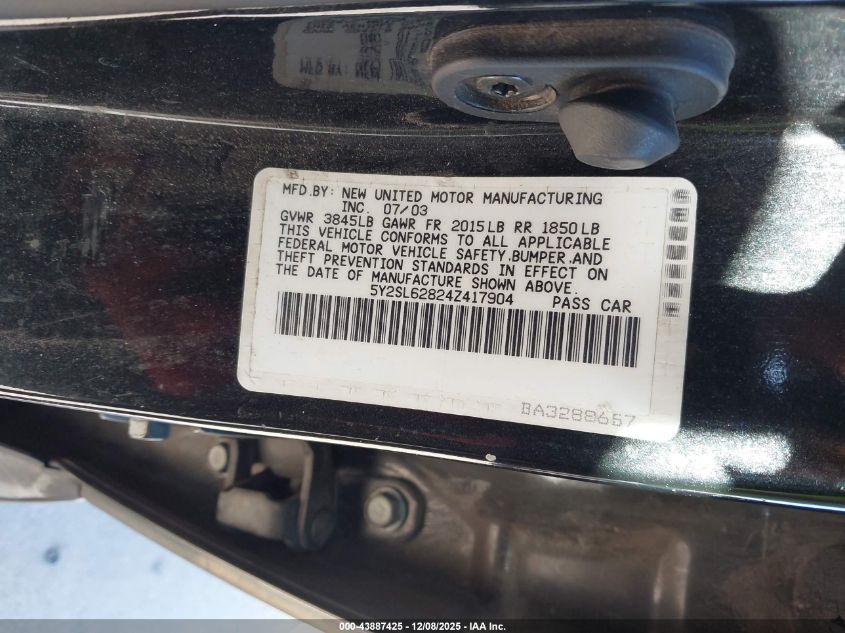 MFD.BY: NEW UNITED MOTOR MANUFACTURING
INC. 07/03
GVWR 3845LB GAWR FR 2015LB RR 1850LB
THIS VEHICLE CONFORMS TO ALL APPLICABLE
FEDERAL MOTOR VEHICLE SAFETY,BUMPER,AND
THEFT PREVENTION STANDARDS IN EFFECT ON
THE DATE OF MANUFACTURE SHOWN ABOVE.
5Y2SL62824Z417904 PASS CAR
BA3288657
000-43887425 - 12/08/2025 - IAA Inc.